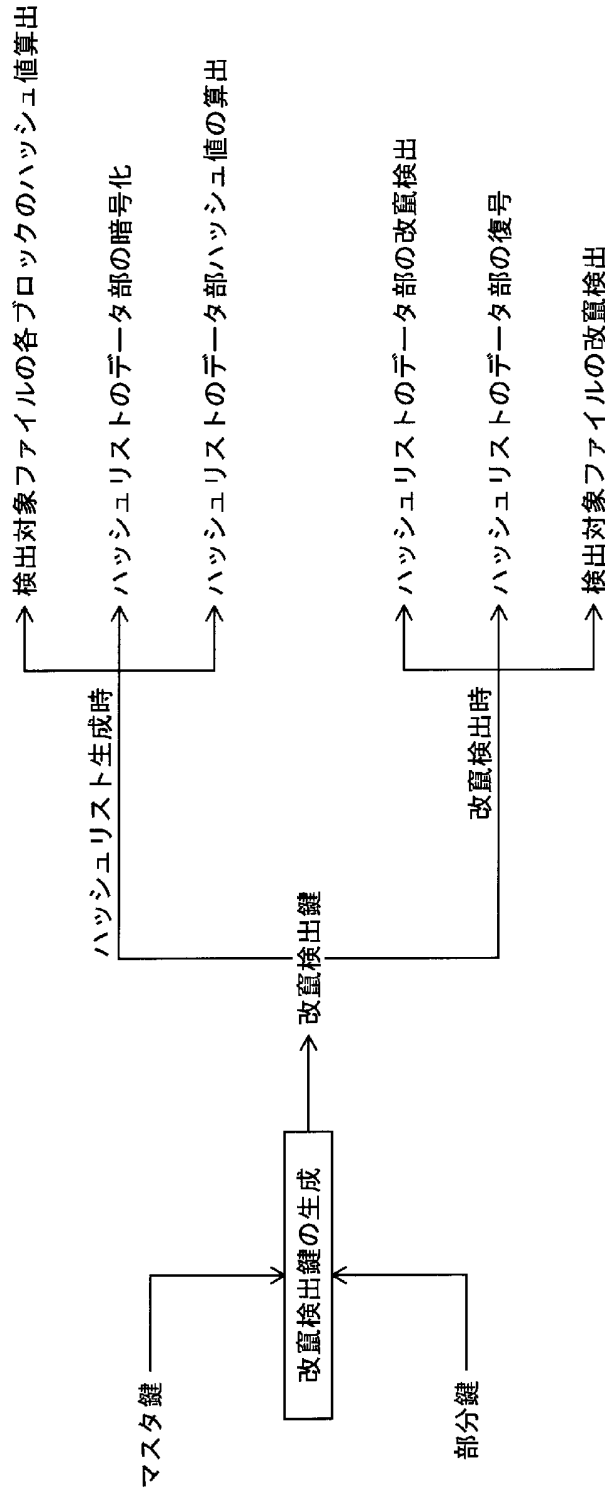 マスタ鍵
部分鍵
改竄検出鍵の生成
改竄検出鍵
ハッシュリスト生成時
検出対象ファイルの各ブロックのハッシュ値算出
ハッシュリストのデータ部の暗号化
ハッシュリストのデータ部ハッシュ値の算出
改竄検出時
ハッシュリストのデータ部の改竄検出
ハッシュリストのデータ部の復号
検出対象ファイルの改竄検出